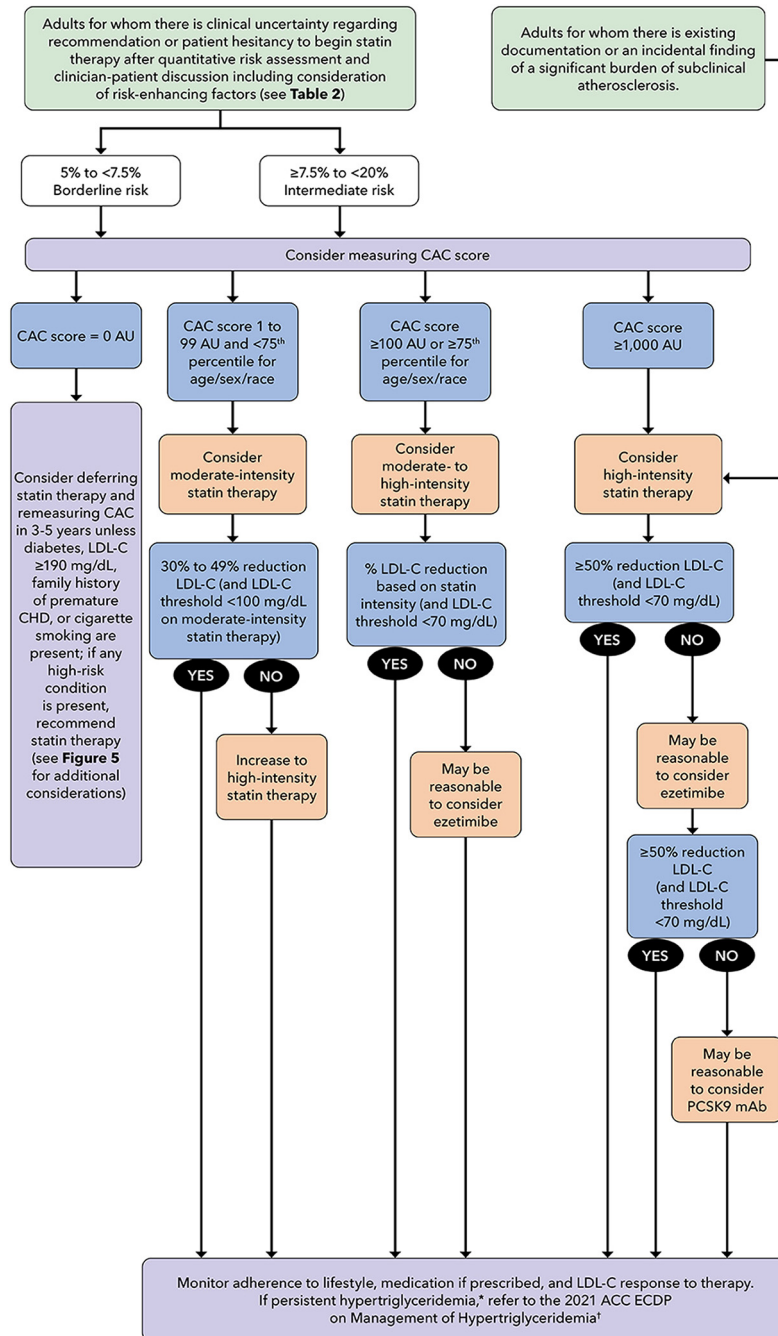 Adults for whom there is clinical uncertainty regarding
recommendation or patient hesitancy to begin statin
therapy after quantitative risk assessment and
clinician-patient discussion including consideration
of risk-enhancing factors (see Table 2)
Adults for whom there is existing
documentation or an incidental finding
of a significant burden of subclinical
atherosclerosis.
5% to <7.5%
Borderline risk
≥7.5% to <20%
Intermediate risk
Consider measuring CAC score
CAC score = 0 AU
CAC score 1 to
99 AU and <75th
percentile for
age/sex/race
CAC score
≥100 AU or ≥75th
percentile for
age/sex/race
CAC score
≥1,000 AU
Consider deferring
statin therapy and
remeasuring CAC
in 3-5 years unless
diabetes, LDL-C
≥190 mg/dL,
family history
of premature
CHD, or cigarette
smoking are
present; if any
high-risk
condition
is present,
recommend
statin therapy
(see Figure 5
for additional
considerations)
Consider
moderate-intensity
statin therapy
Consider
moderate- to
high-intensity
statin therapy
Consider
high-intensity
statin therapy
30% to 49% reduction
LDL-C (and LDL-C
threshold <100 mg/dL
on moderate-intensity
statin therapy)
% LDL-C reduction
based on statin
intensity (and LDL-C
threshold <70 mg/dL)
≥50% reduction LDL-C
(and LDL-C
threshold <70 mg/dL)
YES
NO
YES
NO
YES
NO
Increase to
high-intensity
statin therapy
May be
reasonable
to consider
ezetimibe
May be
reasonable
to consider
ezetimibe
≥50% reduction
LDL-C
(and LDL-C
threshold
<70 mg/dL)
YES
NO
May be
reasonable
to consider
PCSK9 mAb
Monitor adherence to lifestyle, medication if prescribed, and LDL-C response to therapy.
If persistent hypertriglyceridemia,* refer to the 2021 ACC ECDP
on Management of Hypertriglyceridemia†